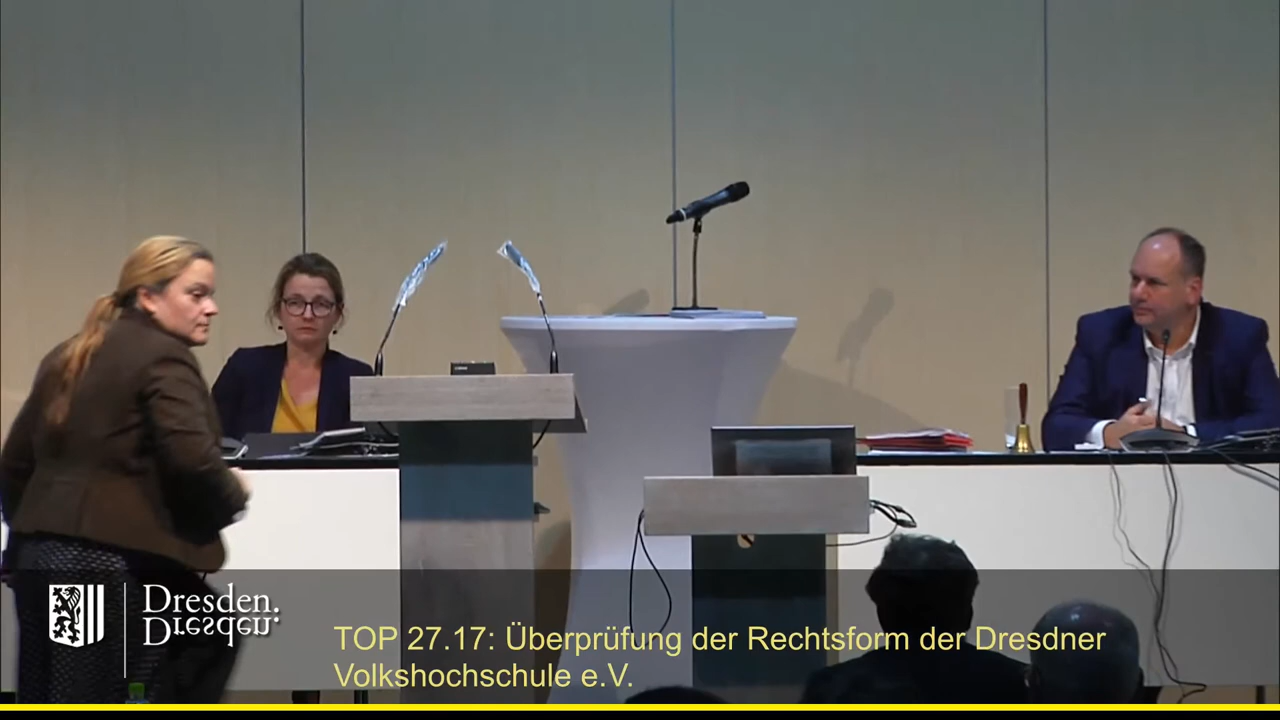 Dresden.
Dresden.
TOP 27.17: Überprüfung der Rechtsform der Dresdner
Volkshochschule e.V.